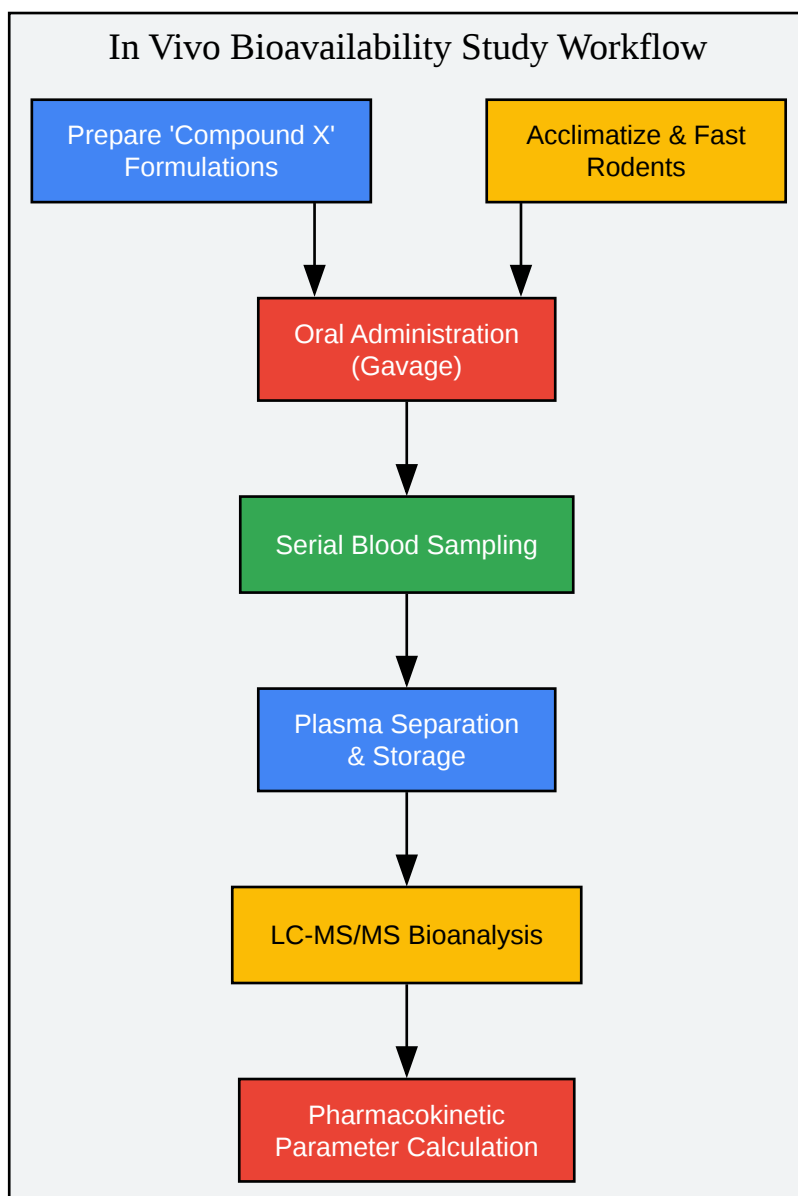 In Vivo Bioavailability Study Workflow
Prepare 'Compound X'
Formulations
Acclimatize & Fast
Rodents
Oral Administration
(Gavage)
Serial Blood Sampling
Plasma Separation
& Storage
LC-MS/MS Bioanalysis
Pharmacokinetic
Parameter Calculation